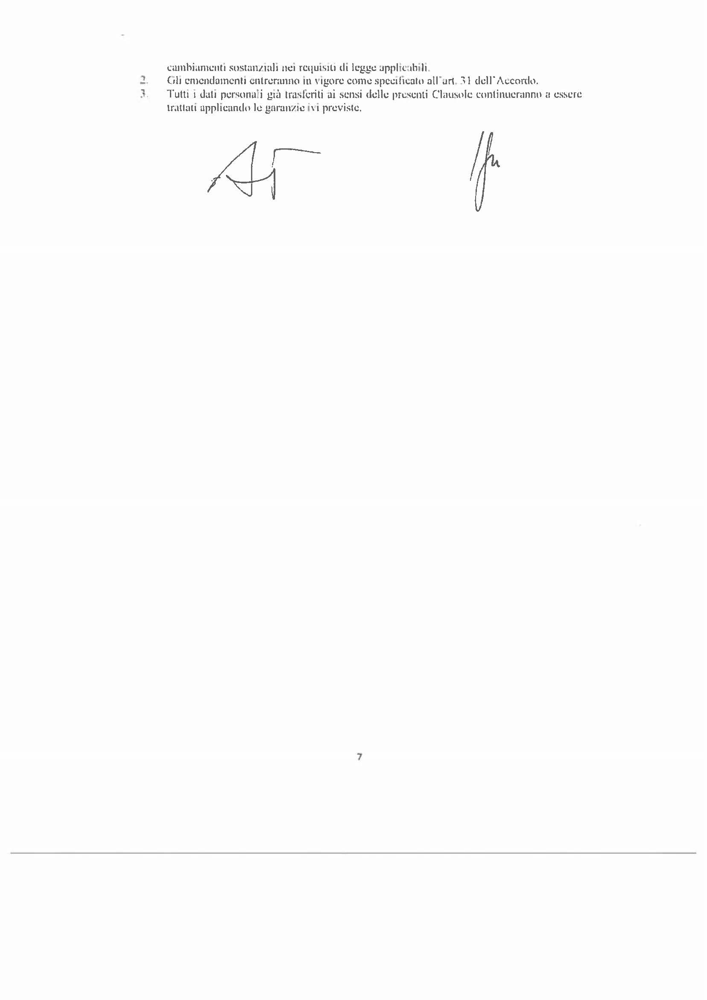 cambiamenti sostanziali nei requisiti di legge applicabili.
2. Gli emendamenti entreranno in vigore come specificato all'art. 31 dell'Accordo.
3. Tutti i dati personali già trasferiti ai sensi delle presenti Clausole continueranno a essere
trattati applicando le garanzie ivi previste.
7